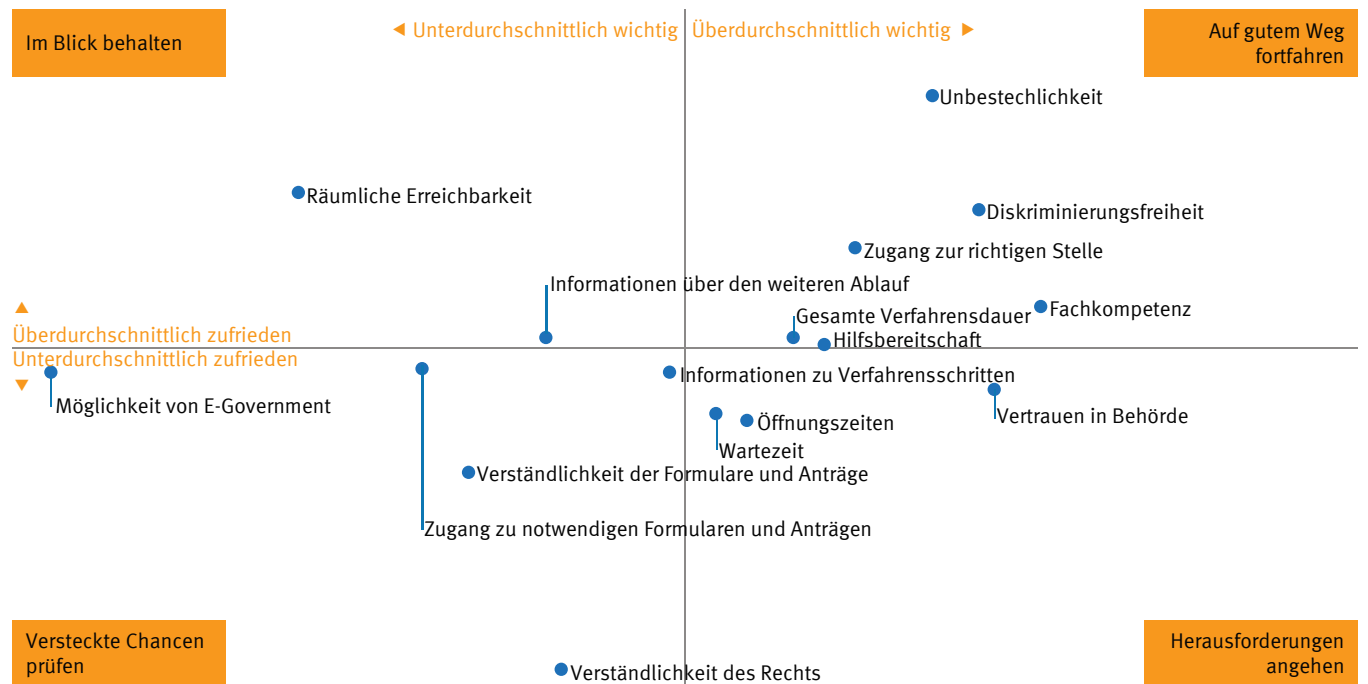 Im Blick behalten
◄ Unterdurchschnittlich wichtig
Überdurchschnittlich wichtig ►
Auf gutem Weg
fortfahren
Unbestechlichkeit
Räumliche Erreichbarkeit
Diskriminierungsfreiheit
Zugang zur richtigen Stelle
Informationen über den weiteren Ablauf
Fachkompetenz
Gesamte Verfahrensdauer
▲
Überdurchschnittlich zufrieden
Hilfsbereitschaft
Unterdurchschnittlich zufrieden
▼
Informationen zu Verfahrensschritten
Möglichkeit von E-Government
Vertrauen in Behörde
Öffnungszeiten
Wartezeit
Verständlichkeit der Formulare und Anträge
Zugang zu notwendigen Formularen und Anträgen
Versteckte Chancen
prüfen
Herausforderungen
angehen
Verständlichkeit des Rechts